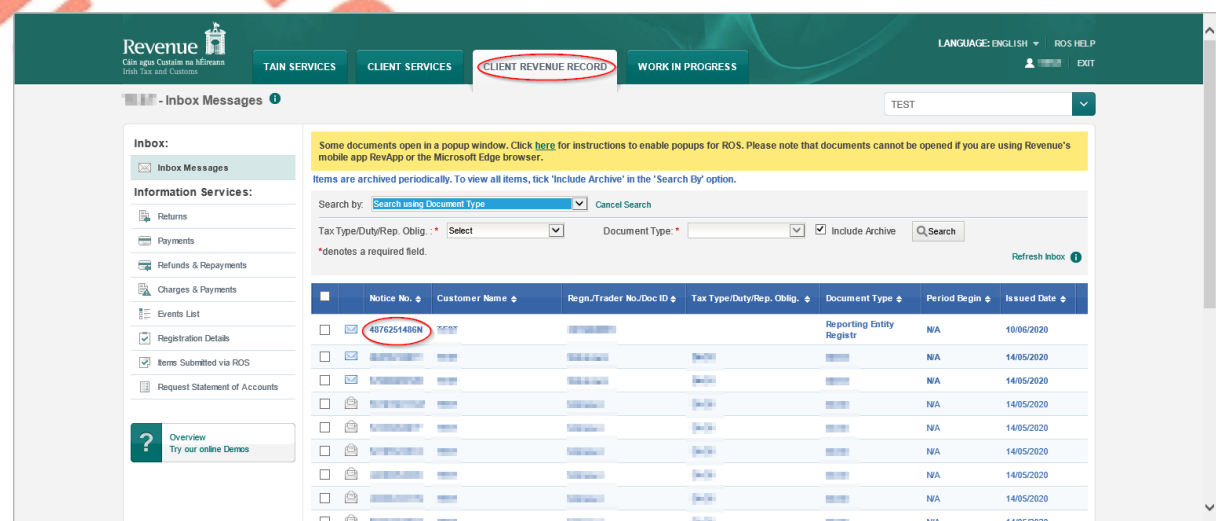 Revenue
Cáin agus Custaim na hÉireann
Irish Tax and Customs
TAIN SERVICES
CLIENT SERVICES
CLIENT REVENUE RECORD
WORK IN PROGRESS
LANGUAGE: ENGLISH
ROS HELP
EXIT
- Inbox Messages
TEST
Inbox:
Inbox Messages
Information Services:
Returns
Payments
Refunds & Repayments
Charges & Payments
Events List
Registration Details
Items Submitted via ROS
Request Statement of Accounts
?
Overview
Try our online Demos
Some documents open in a popup window. Click here for instructions to enable popups for ROS. Please note that documents cannot be opened if you are using Revenue's
mobile app RevApp or the Microsoft Edge browser.
Items are archived periodically. To view all items, tick 'Include Archive' in the 'Search By' option.
Search by: Search using Document Type Cancel Search
Tax Type/Duty/Rep. Oblig. : * Select Document Type: * Include Archive Search
*denotes a required field.
Refresh Inbox
Notice No. Customer Name Regn./Trader No./Doc ID Tax Type/Duty/Rep. Oblig. Document Type Period Begin Issued Date
4876251486N Reporting Entity Registr N/A 10/06/2020
N/A 14/05/2020
N/A 14/05/2020
N/A 14/05/2020
N/A 14/05/2020
N/A 14/05/2020
N/A 14/05/2020
N/A 14/05/2020